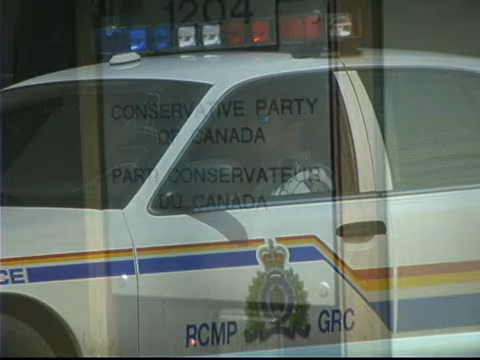 1204
CONSERVATIVE PARTY
OF CANADA
PARTI CONSERVATEUR
DU CANADA
CE
RCMP GRC